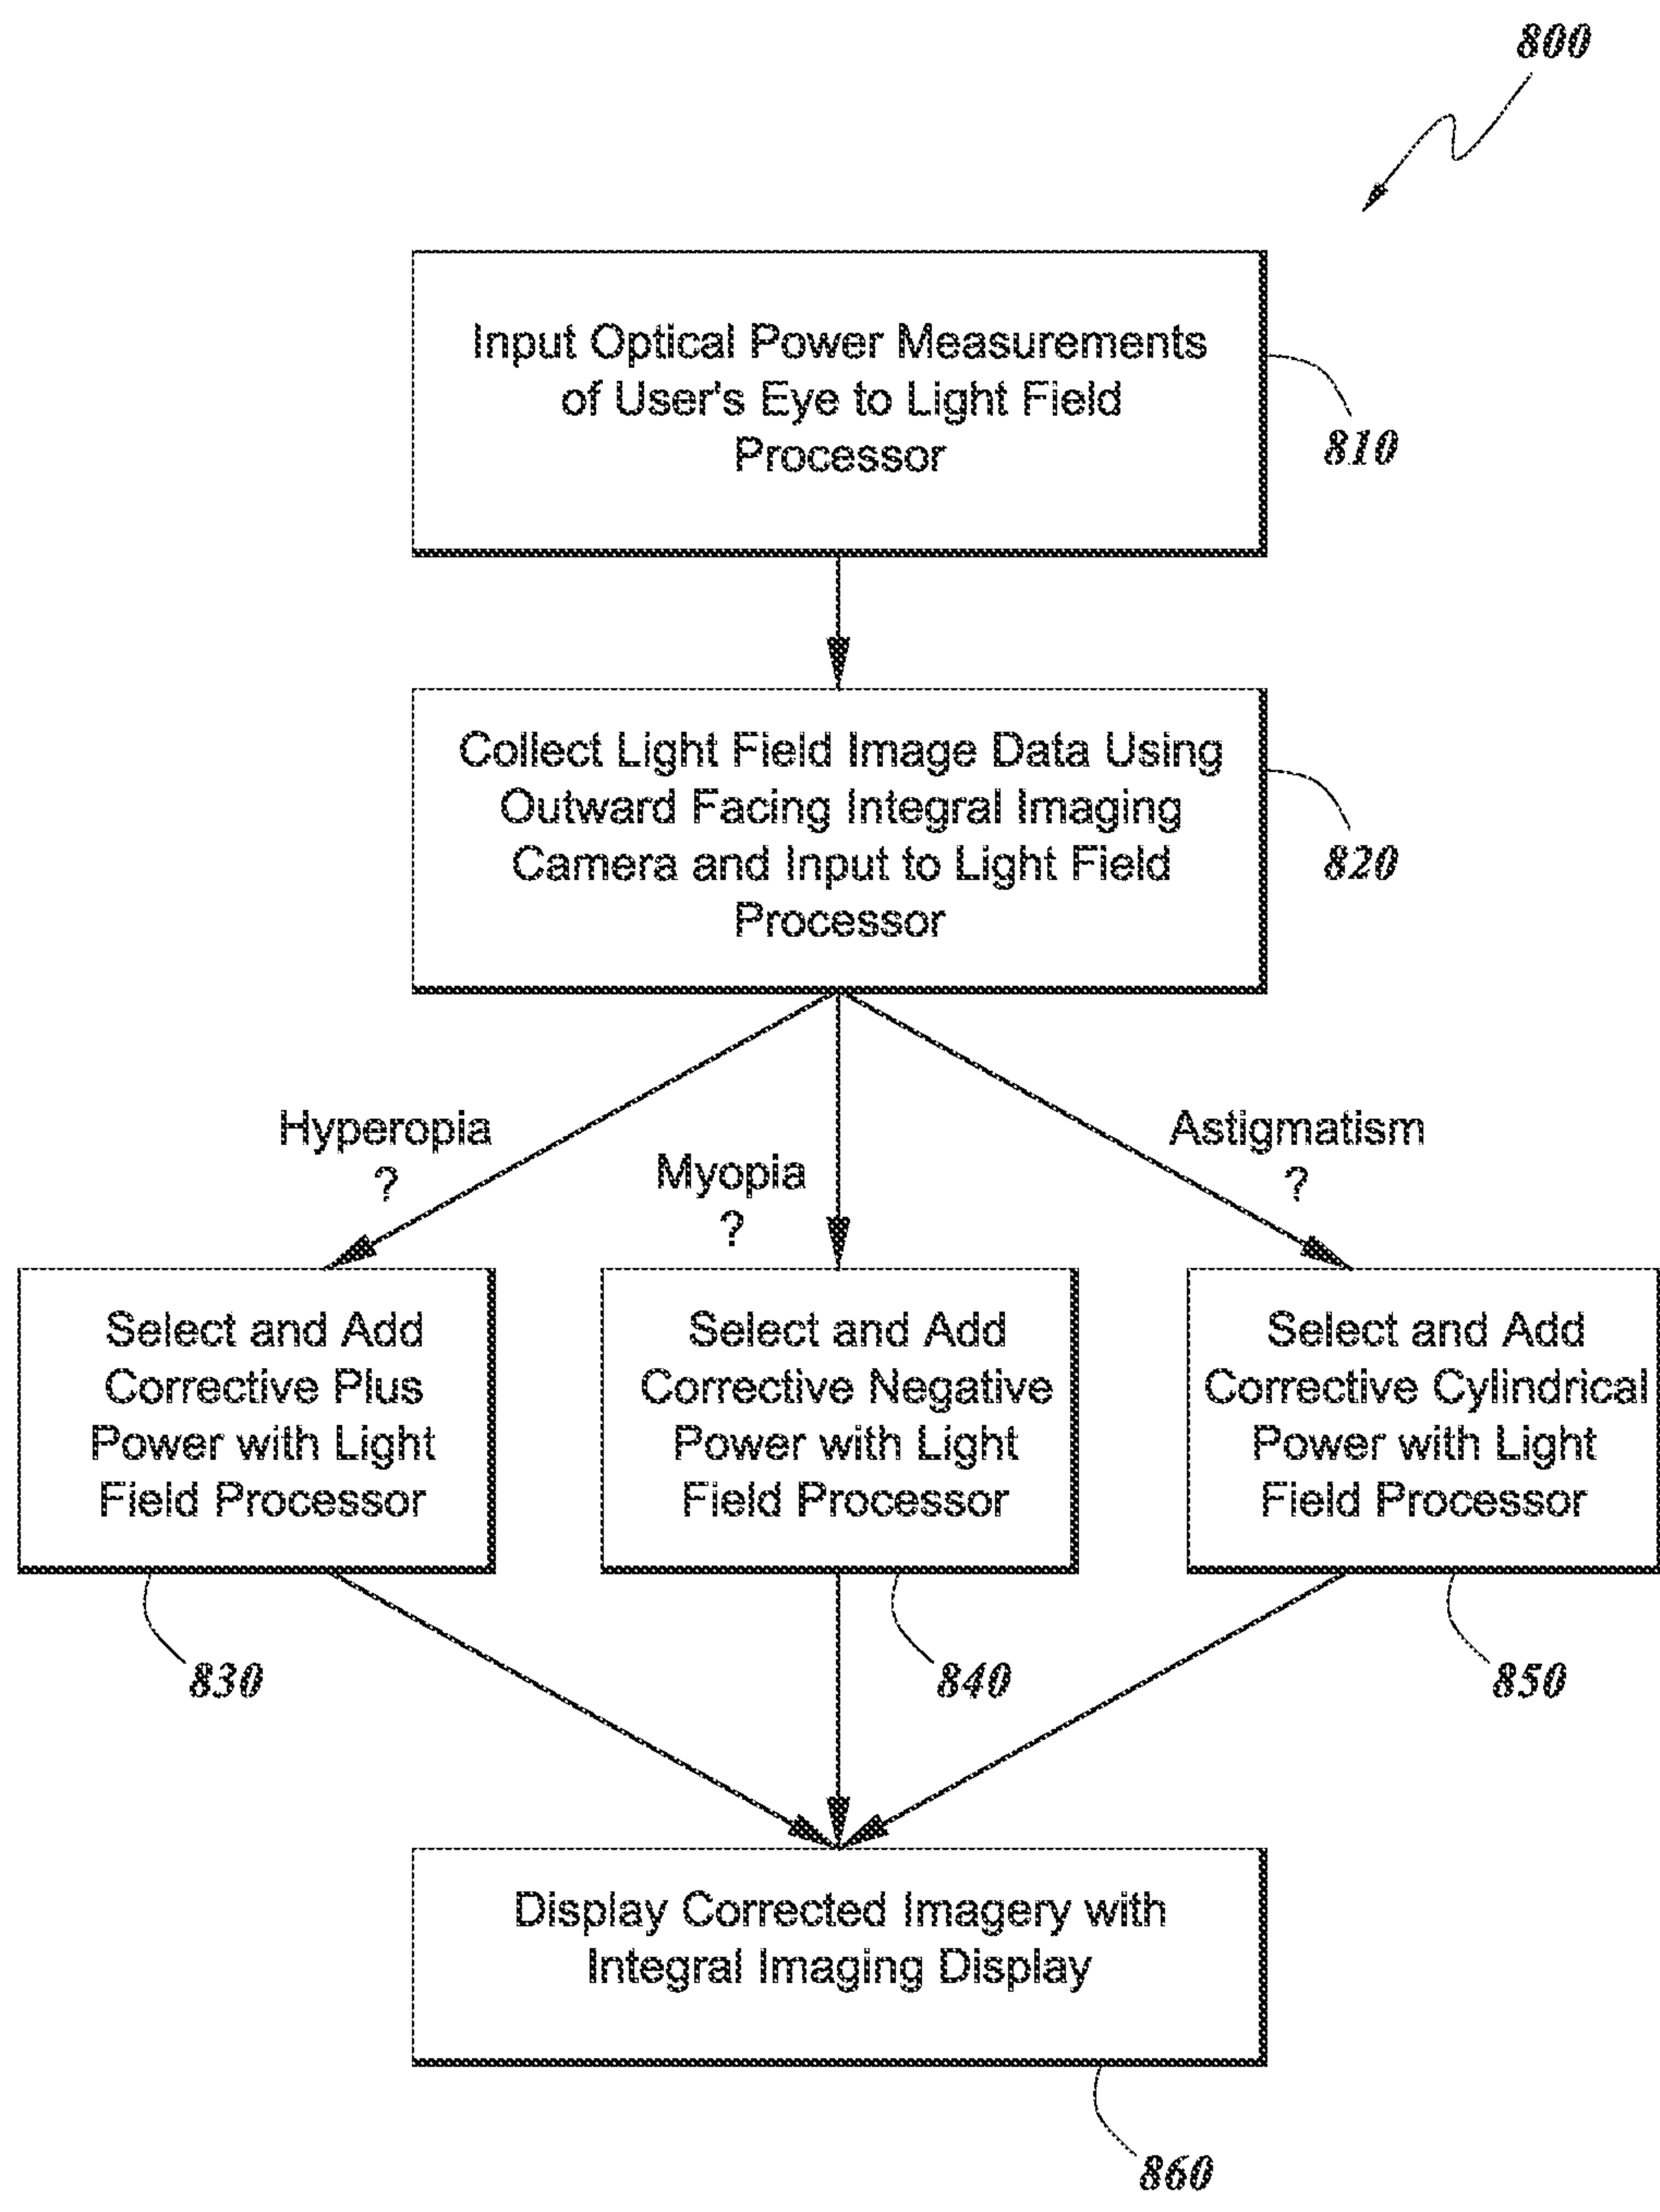 800
Input Optical Power Measurements
of User's Eye to Light Field
Processor
810
Collect Light Field Image Data Using
Outward Facing Integral Imaging
Camera and Input to Light Field
Processor
820
Hyperopia
?
Myopia
?
Astigmatism
?
Select and Add
Corrective Plus
Power with Light
Field Processor
830
Select and Add
Corrective Negative
Power with Light
Field Processor
840
Select and Add
Corrective Cylindrical
Power with Light
Field Processor
850
Display Corrected Imagery with
Integral Imaging Display
860